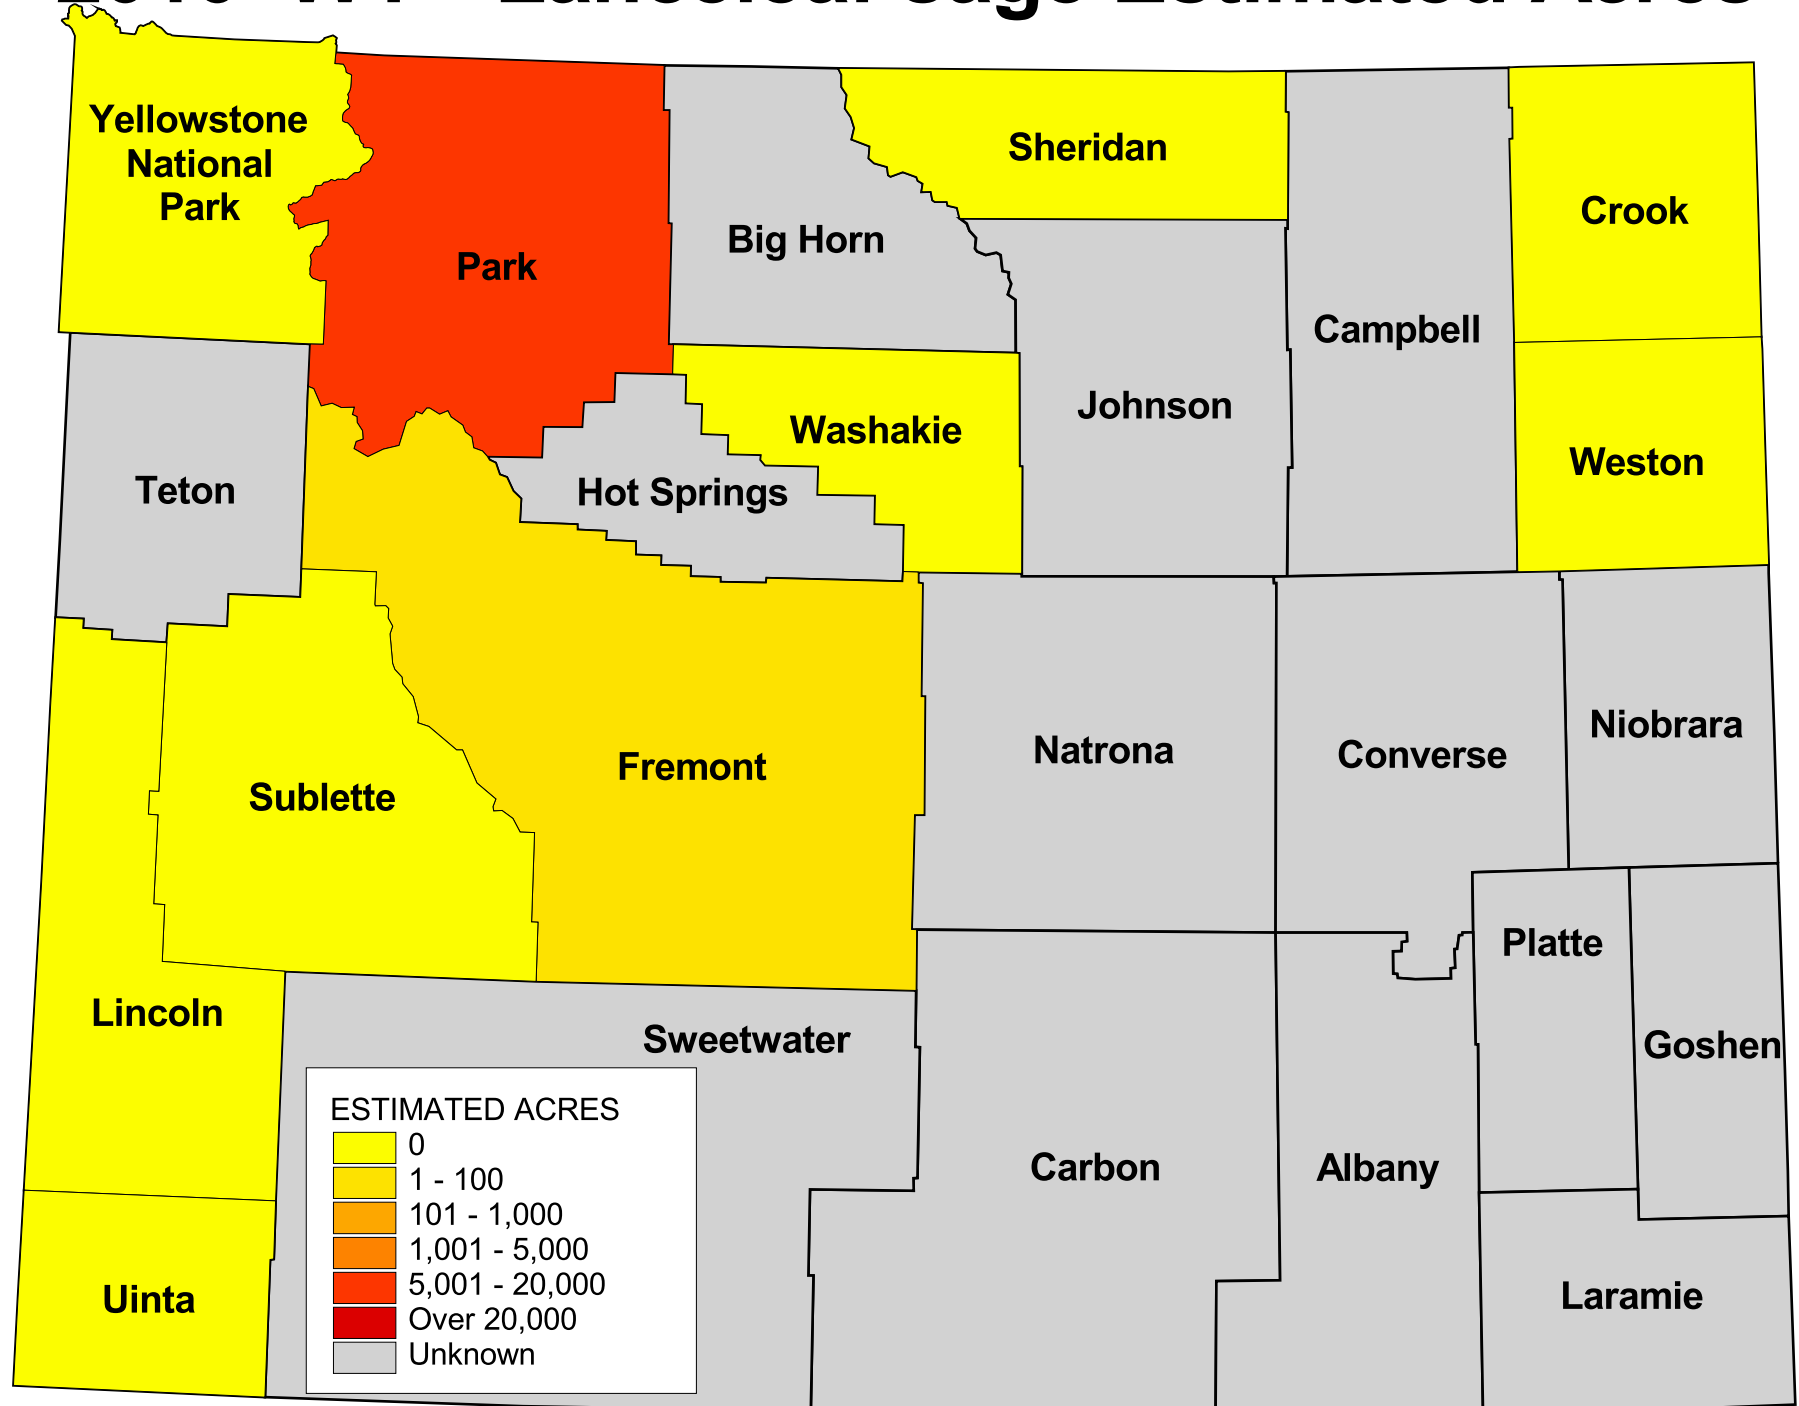 Yellowstone
National
Park
Park
Big Horn
Sheridan
Campbell
Crook
Teton
Hot Springs
Washakie
Johnson
Weston
Sublette
Fremont
Natrona
Converse
Niobrara
Lincoln
Sweetwater
Carbon
Albany
Platte
Goshen
Uinta
Laramie
ESTIMATED ACRES
0
1 - 100
101 - 1,000
1,001 - 5,000
5,001 - 20,000
Over 20,000
Unknown